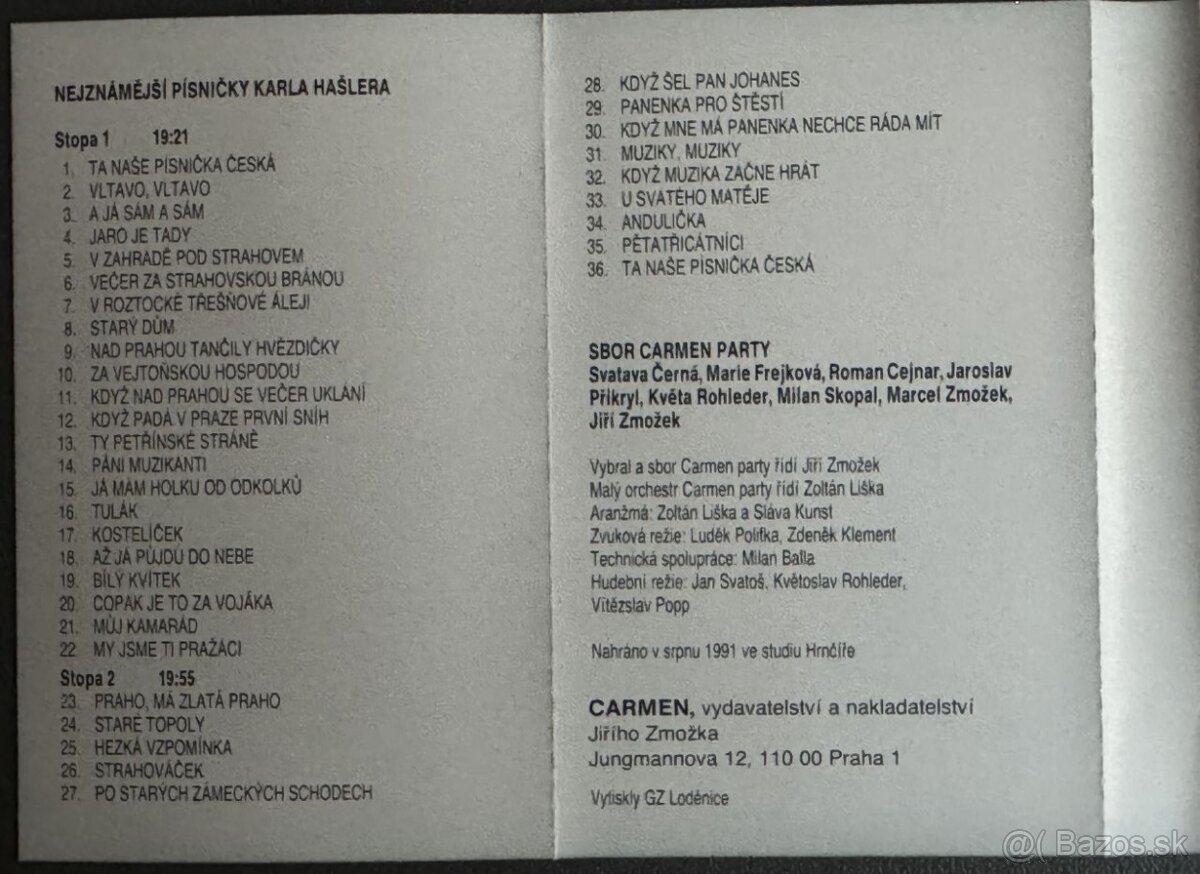 NEJZNÁMĚJŠÍ PÍSNIČKY KARLA HAŠLERA
Stopa 1 19:21
1. TA NAŠE PÍSNIČKA ČESKÁ
2. VLTAVO, VLTAVO
3. A JÁ SÁM A SÁM
4. JARO JE TADY
5. V ZAHRADĚ POD STRAHOVEM
6. VEČER ZA STRAHOVSKOU BRÁNOU
7. V ROZTOCKÉ TŘEŠŇOVÉ ÁLEJI
8. STARÝ DŮM
9. NAD PRAHOU TANČILY HVĚZDIČKY
10. ZA VEJTOŇSKOU HOSPODOU
11. KDYŽ NAD PRAHOU SE VEČER UKLÁNÍ
12. KDYŽ PADÁ V PRAZE PRVNÍ SNÍH
13. TY PETŘÍNSKÉ STRÁNĚ
14. PÁNI MUZIKANTI
15. JÁ MÁM HOLKU OD ODKOLKŮ
16. TULÁK
17. KOSTELÍČEK
18. AŽ JÁ PŮJDU DO NEBE
19. BÍLÝ KVÍTEK
20. COPAK JE TO ZA VOJÁKA
21. MŮJ KAMARÁD
22. MY JSME TI PRAŽÁCI
Stopa 2 19:55
23. PRAHO, MÁ ZLATÁ PRAHO
24. STARÉ TOPOLY
25. HEZKÁ VZPOMÍNKA
26. STRAHOVÁČEK
27. PO STARÝCH ZÁMECKÝCH SCHODECH
28. KDYŽ ŠEL PAN JOHANES
29. PANENKA PRO ŠTĚSTÍ
30. KDYŽ MNE MÁ PANENKA NECHCE RÁDA MÍT
31. MUZIKY, MUZIKY
32. KDYŽ MUZIKA ZAČNE HRÁT
33. U SVATÉHO MATĚJE
34. ANDULIČKA
35. PĚTATŘICÁTNÍCI
36. TA NAŠE PÍSNIČKA ČESKÁ
SBOR CARMEN PARTY
Svatava Černá, Marie Frejková, Roman Cejnar, Jaroslav
Přikryl, Květa Rohleder, Milan Skopal, Marcel Zmožek,
Jiří Zmožek
Vybral a sbor Carmen party řídí Jiří Zmožek
Malý orchestr Carmen party řídí Zoltán Liška
Aranžmá: Zoltán Liška a Sláva Kunst
Zvuková režie: Luděk Polifka, Zdeněk Klement
Technická spolupráce: Milan Balla
Hudební režie: Jan Svatoš, Květoslav Rohleder,
Vítězslav Popp
Nahráno v srpnu 1991 ve studiu Hrnčíře
CARMEN, vydavatelství a nakladatelství
Jiřího Zmožka
Jungmannova 12, 110 00 Praha 1
Vytiskly GZ Loděnice
@( Bazos.sk